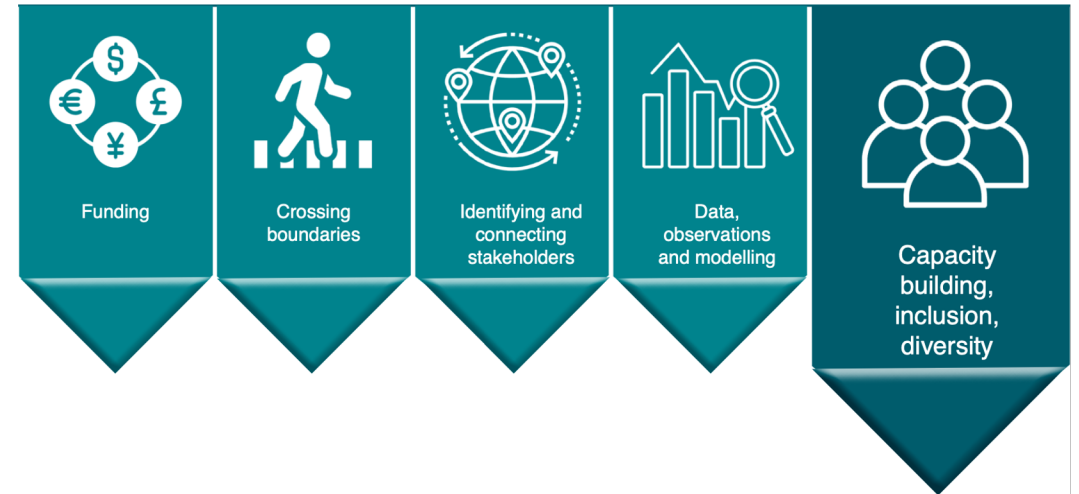 $
€
£
¥
Funding
Crossing
boundaries
Identifying and
connecting
stakeholders
Data,
observations
and modelling
Capacity
building,
inclusion,
diversity